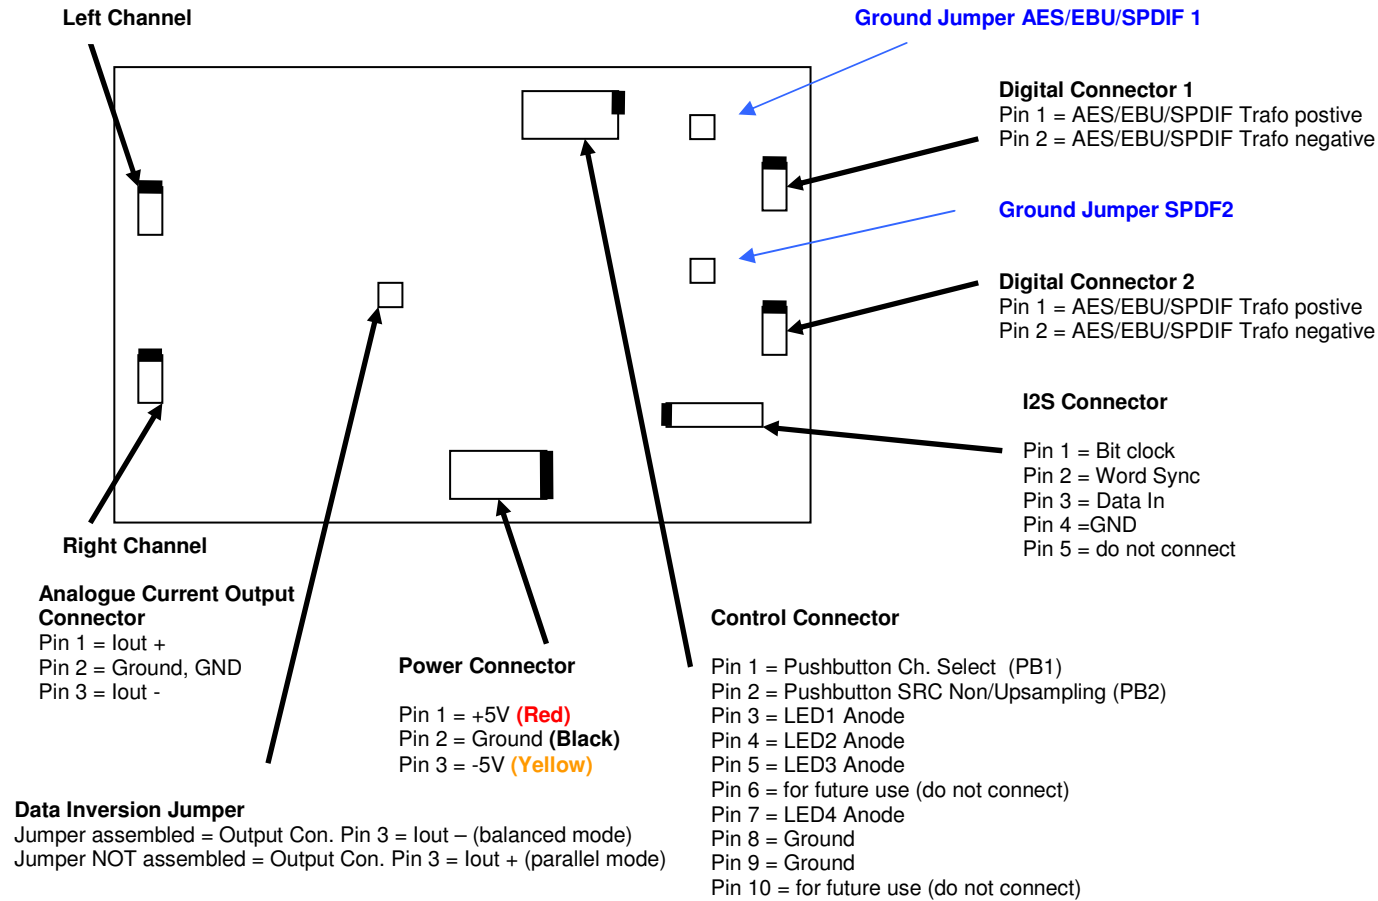 Left Channel
Ground Jumper AES/EBU/SPDIF 1
Digital Connector 1
Pin 1 = AES/EBU/SPDIF Trafo postive
Pin 2 = AES/EBU/SPDIF Trafo negative
Ground Jumper SPDF2
Digital Connector 2
Pin 1 = AES/EBU/SPDIF Trafo postive
Pin 2 = AES/EBU/SPDIF Trafo negative
I2S Connector
Pin 1 = Bit clock
Pin 2 = Word Sync
Pin 3 = Data In
Pin 4 =GND
Pin 5 = do not connect
Right Channel
Analogue Current Output
Connector
Pin 1 = Iout +
Pin 2 = Ground, GND
Pin 3 = Iout -
Power Connector
Pin 1 = +5V (Red)
Pin 2 = Ground (Black)
Pin 3 = -5V (Yellow)
Control Connector
Pin 1 = Pushbutton Ch. Select (PB1)
Pin 2 = Pushbutton SRC Non/Upsampling (PB2)
Pin 3 = LED1 Anode
Pin 4 = LED2 Anode
Pin 5 = LED3 Anode
Pin 6 = for future use (do not connect)
Pin 7 = LED4 Anode
Pin 8 = Ground
Pin 9 = Ground
Pin 10 = for future use (do not connect)
Data Inversion Jumper
Jumper assembled = Output Con. Pin 3 = Iout – (balanced mode)
Jumper NOT assembled = Output Con. Pin 3 = Iout + (parallel mode)